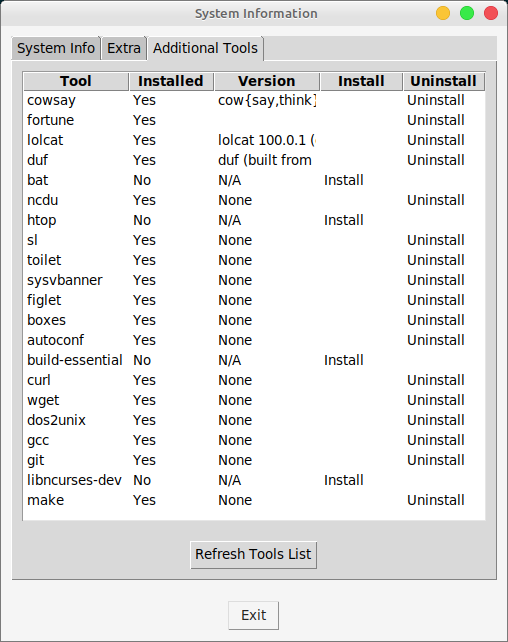 System Information
System Info Extra Additional Tools
Tool Installed Version Install Uninstall
cowsay Yes cow{say,think} Uninstall
fortune Yes Uninstall
lolcat Yes lolcat 100.0.1 ( Uninstall
duf Yes duf (built from Uninstall
bat No N/A Install
ncdu Yes None Uninstall
htop No N/A Install
sl Yes None Uninstall
toilet Yes None Uninstall
sysvbanner Yes None Uninstall
figlet Yes None Uninstall
boxes Yes None Uninstall
autoconf Yes None Uninstall
build-essential No N/A Install
curl Yes None Uninstall
wget Yes None Uninstall
dos2unix Yes None Uninstall
gcc Yes None Uninstall
git Yes None Uninstall
libncurses-dev No N/A Install
make Yes None Uninstall
Refresh Tools List
Exit